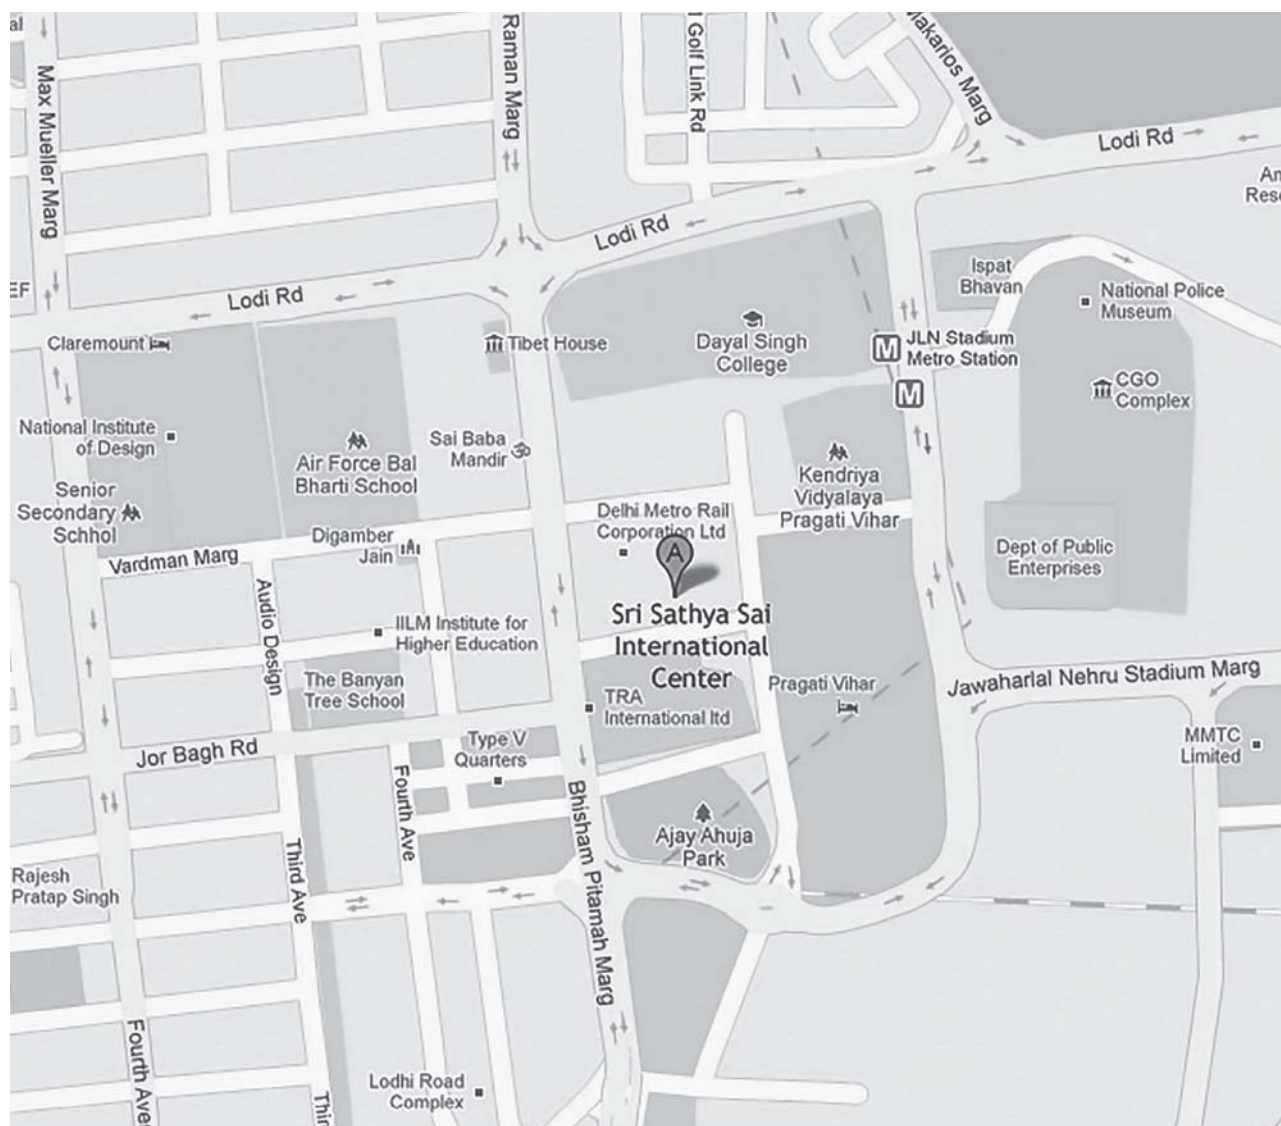 al
Max Mueller Marg
Raman Marg
Golf Link Rd
Makarios Marg
Lodi Rd
Lodi Rd
Lodi Rd
EF
Claremount
Tibet House
Dayal Singh
College
M
M
JLN Stadium
Metro Station
Ispat
Bhavan
National Police
Museum
CGO
Complex
National Institute
of Design
Air Force Bal
Bharti School
Sai Baba
Mandir
Kendriya
Vidyalaya
Pragati Vihar
Senior
Secondary
Schhol
Digamber
Jain
Delhi Metro Rail
Corporation Ltd
A
Sri Sathya Sai
International
Center
Dept of Public
Enterprises
Vardman Marg
Audio Design
IILM Institute for
Higher Education
The Banyan
Tree School
TRA
International ltd
Pragati Vihar
Jawaharlal Nehru Stadium Marg
MMTC
Limited
Jor Bagh Rd
Type V
Quarters
Fourth Ave
Bhisham Pitamah Marg
Ajay Ahuja
Park
Third Ave
Rajesh
Pratap Singh
Fourth Aven
Lodhi Road
Complex
Thir